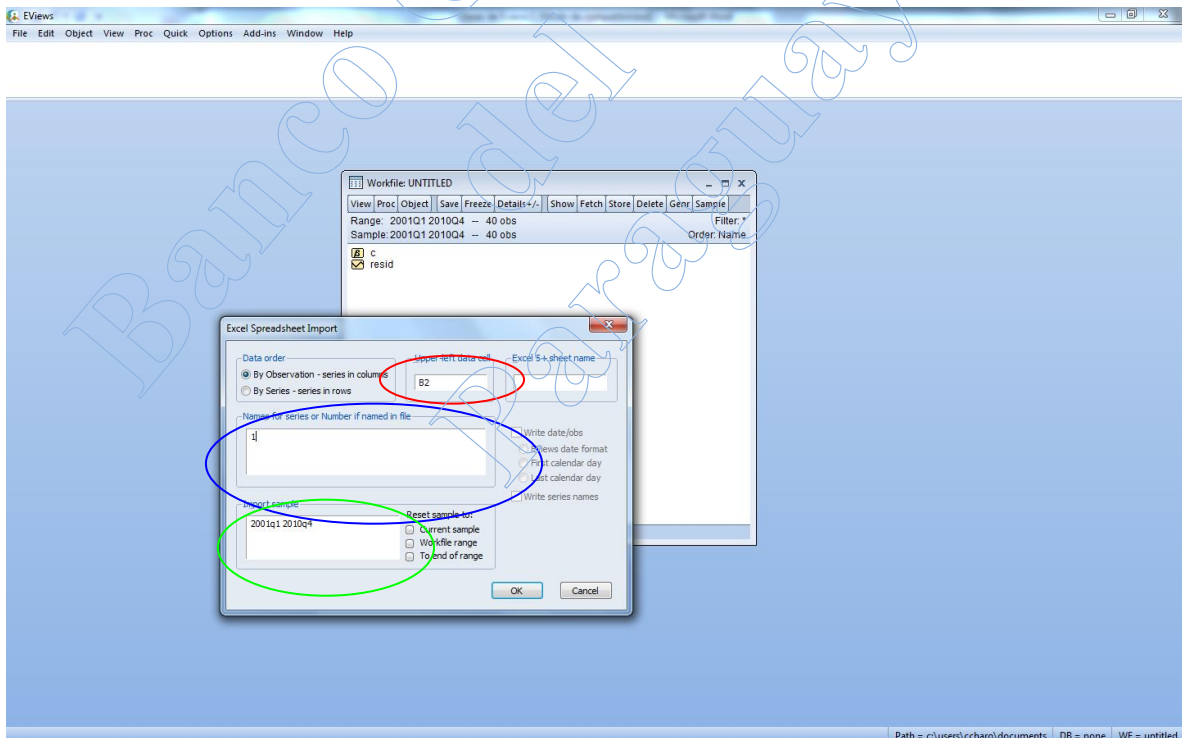 EViews
File Edit Object View Proc Quick Options Add-ins Window Help
Banco del Paraguay
Workfile: UNTITLED
View Proc Object Save Freeze Details+/- Show Fetch Store Delete Genr Sample
Range: 2001Q1 2010Q4 -- 40 obs Filter: *
Sample: 2001Q1 2010Q4 -- 40 obs Order: Name
c
resid
Excel Spreadsheet Import
Data order Upper-left data cell Excel 5+ sheet name
By Observation - series in columns
B2
By Series - series in rows
Names for series or Number if named in file
1
Write date/obs
EViews date format
First calendar day
Last calendar day
Write series names
Import sample
Reset sample to:
2001q1 2010q4
Current sample
Workfile range
To end of range
OK Cancel
Path = c:\users\ccharo\documents DB = none WF = untitled